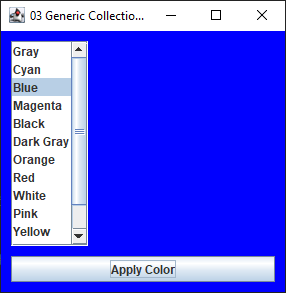 03 Generic Collectio...
Gray
Cyan
Blue
Magenta
Black
Dark Gray
Orange
Red
White
Pink
Yellow
Apply Color